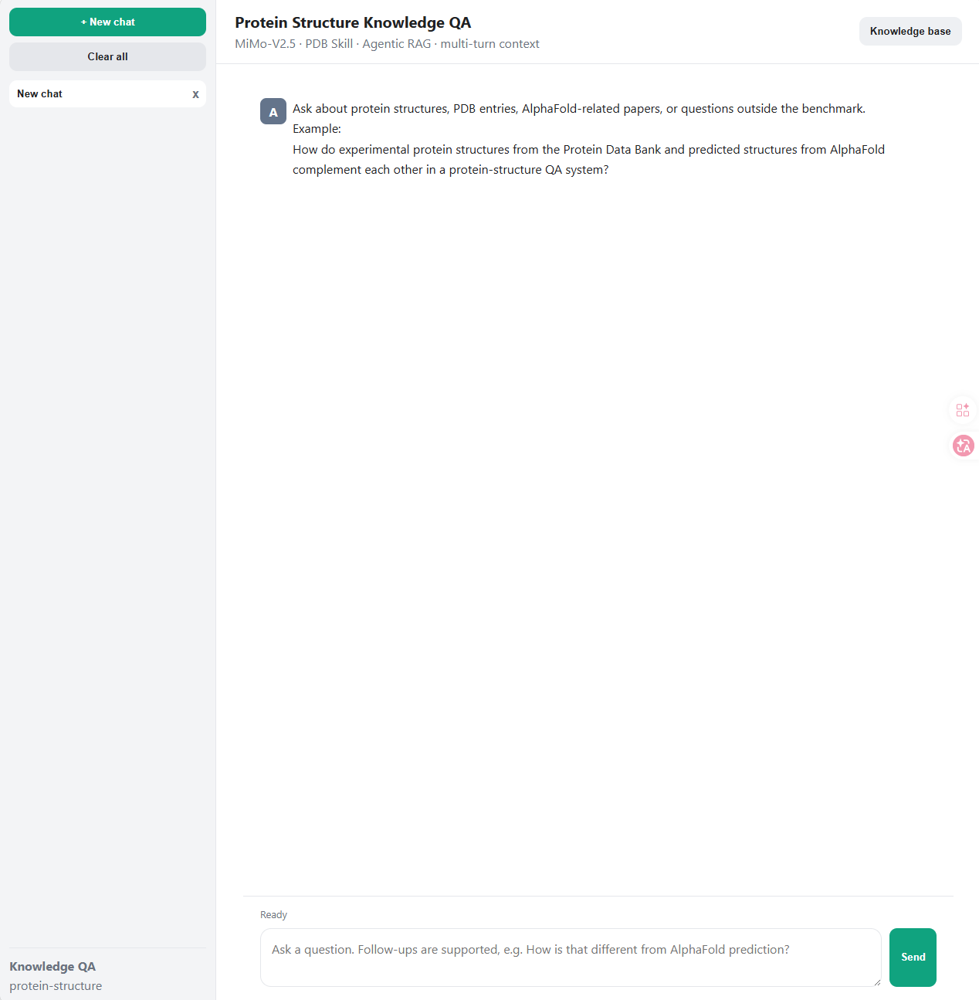 + New chat
Clear all
New chat
x
Knowledge QA
protein-structure
Protein Structure Knowledge QA
MiMo-V2.5 · PDB Skill · Agentic RAG · multi-turn context
Knowledge base
A
Ask about protein structures, PDB entries, AlphaFold-related papers, or questions outside the benchmark.
Example:
How do experimental protein structures from the Protein Data Bank and predicted structures from AlphaFold
complement each other in a protein-structure QA system?
Ready
Ask a question. Follow-ups are supported, e.g. How is that different from AlphaFold prediction?
Send